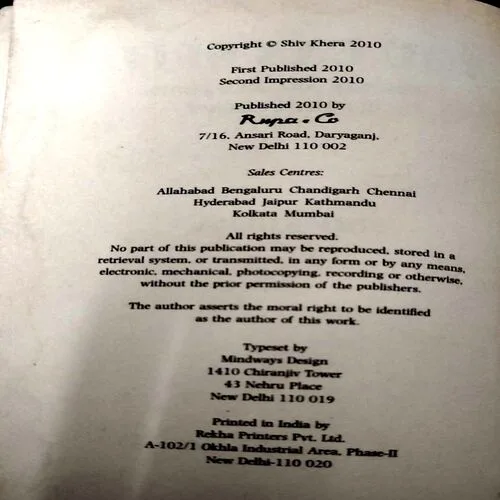 Copyright © Shiv Khera 2010
First Published 2010
Second Impression 2010
Published 2010 by
Rupa & Co
7/16, Ansari Road, Daryaganj,
New Delhi 110 002
Sales Centres:
Allahabad Bengaluru Chandigarh Chennai
Hyderabad Jaipur Kathmandu
Kolkata Mumbai
All rights reserved.
No part of this publication may be reproduced, stored in a
retrieval system, or transmitted, in any form or by any means,
electronic, mechanical, photocopying, recording or otherwise,
without the prior permission of the publishers.
The author asserts the moral right to be identified
as the author of this work.
Typeset by
Mindways Design
1410 Chiranjiv Tower
43 Nehru Place
New Delhi 110 019
Printed in India by
Rekha Printers Pvt. Ltd.
A-102/1 Okhla Industrial Area, Phase-II
New Delhi-110 020